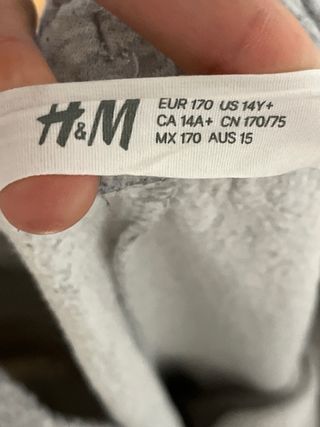 H&M
EUR 170 US 14Y+
CA 14A+ CN 170/75
MX 170 AUS 15